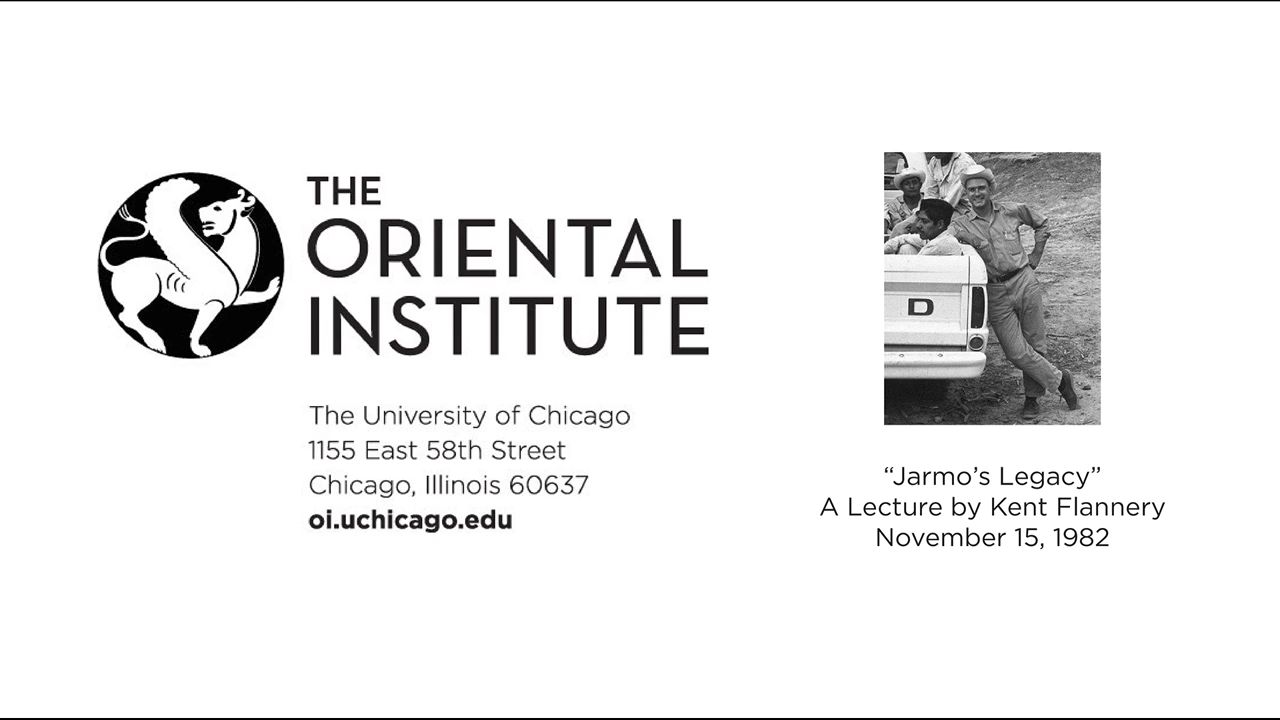 THE
ORIENTAL
INSTITUTE
The University of Chicago
1155 East 58th Street
Chicago, Illinois 60637
oi.uchicago.edu
D
“Jarmo’s Legacy”
A Lecture by Kent Flannery
November 15, 1982